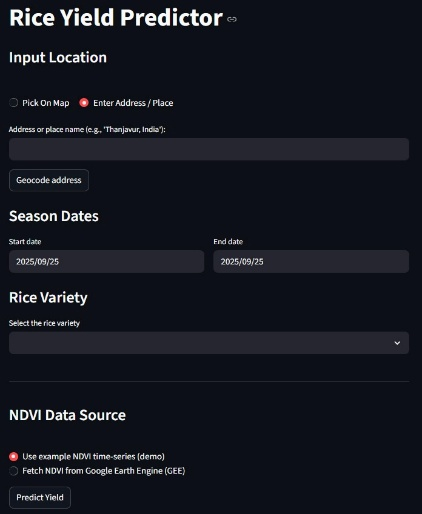 Rice Yield Predictor
Input Location
Pick On Map Enter Address / Place
Address or place name (e.g., 'Thanjavur, India'):
Geocode address
Season Dates
Start date End date
2025/09/25 2025/09/25
Rice Variety
Select the rice variety
NDVI Data Source
Use example NDVI time-series (demo)
Fetch NDVI from Google Earth Engine (GEE)
Predict Yield